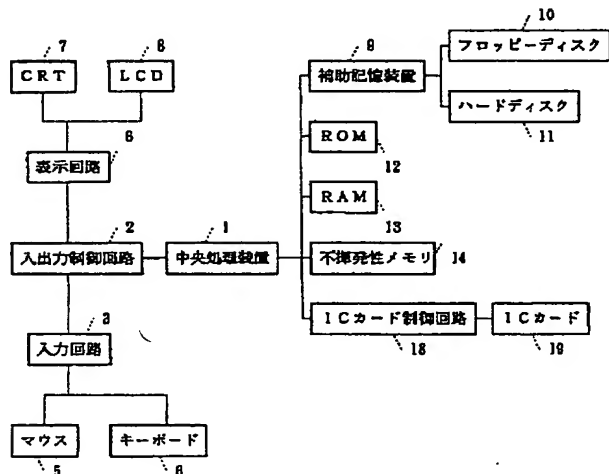 10
7
8
9
フロッピーディスク
CRT
LCD
補助記憶装置
ハードディスク
6
11
表示回路
ROM
12
2
1
RAM
13
入出力制御回路
中央処理装置
不揮発性メモリ
14
3
ICカード制御回路
ICカード
入力回路
18
19
マウス
キーボード
5
6